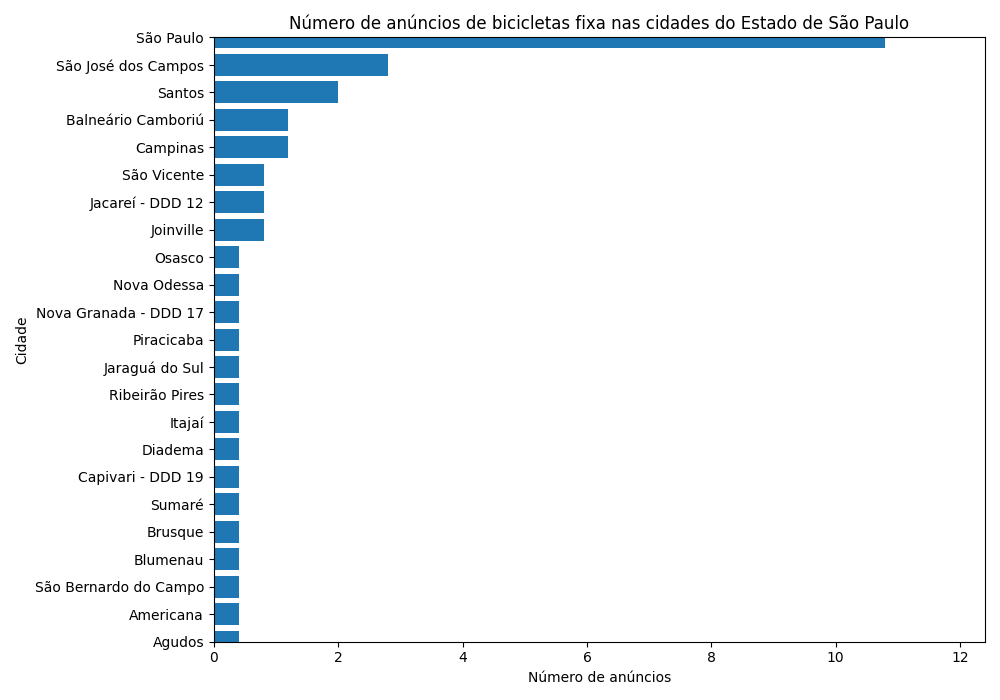 Número de anúncios de bicicletas fixa nas cidades do Estado de São Paulo
São Paulo
São José dos Campos
Santos
Balneário Camboriú
Campinas
São Vicente
Jacareí - DDD 12
Joinville
Osasco
Nova Odessa
Nova Granada - DDD 17
Piracicaba
Jaraguá do Sul
Ribeirão Pires
Itajaí
Diadema
Capivari - DDD 19
Sumaré
Brusque
Blumenau
São Bernardo do Campo
Americana
Agudos
Cidade
0 2 4 6 8 10 12
Número de anúncios